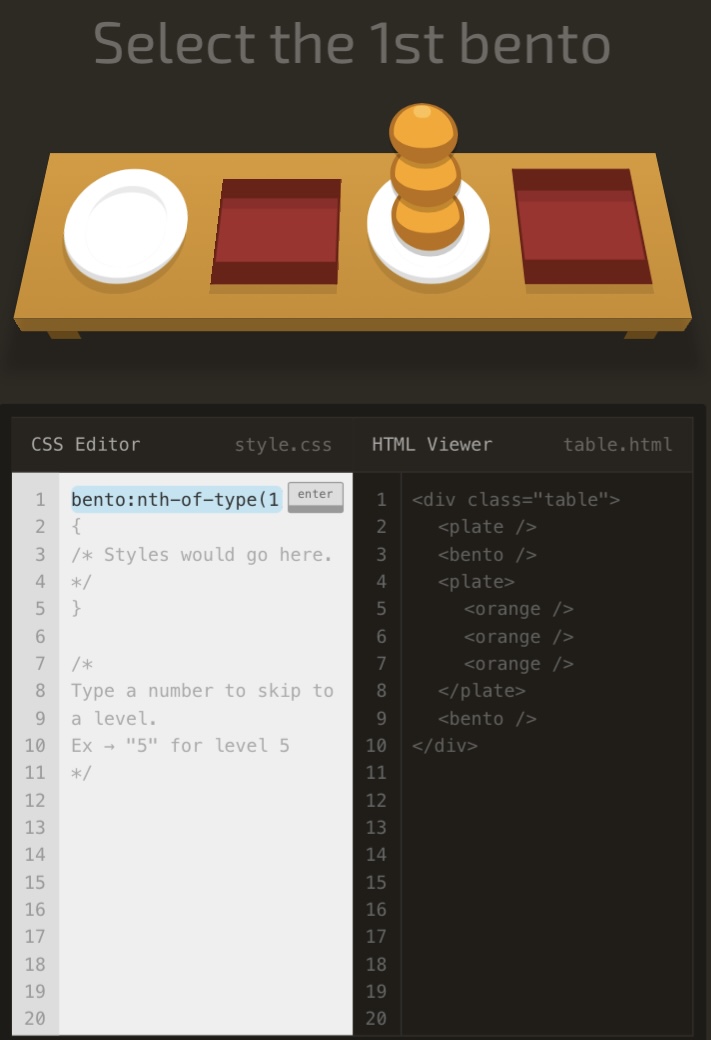 Select the 1st bento
CSS Editor style.css
HTML Viewer table.html
1 bento:nth-of-type(1 enter
2 {
3 /* Styles would go here.
4 */
5 }
6
7 /*
8 Type a number to skip to
9 a level.
10 Ex → "5" for level 5
11 */
12
13
14
15
16
17
18
19
20
1 <div class="table">
2 <plate />
3 <bento />
4 <plate>
5 <orange />
6 <orange />
7 <orange />
8 </plate>
9 <bento />
10 </div>
11
12
13
14
15
16
17
18
19
20